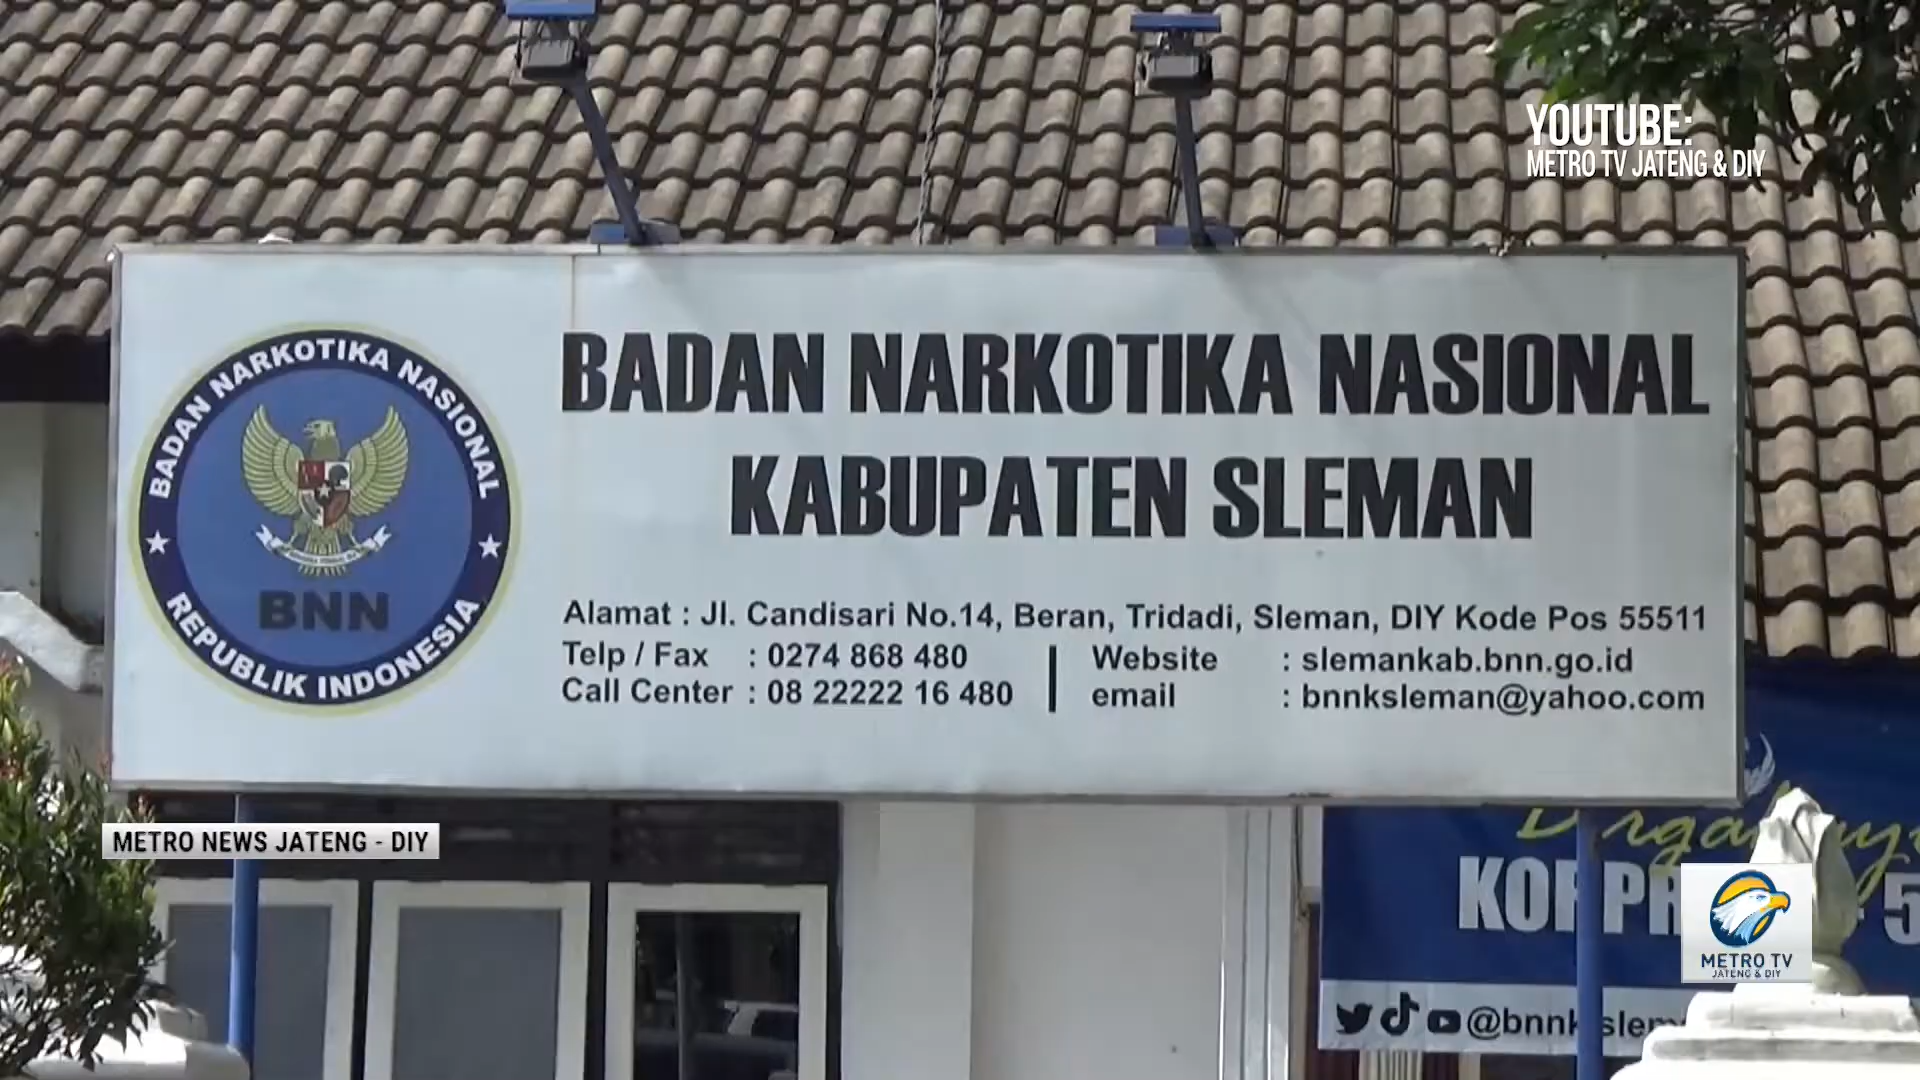 YOUTUBE:
METRO TV JATENG & DIY
BADAN NARKOTIKA NASIONAL
REPUBLIK INDONESIA
BNN
BADAN NARKOTIKA NASIONAL
KABUPATEN SLEMAN
Alamat : Jl. Candisari No.14, Beran, Tridadi, Sleman, DIY Kode Pos 55511
Telp / Fax : 0274 868 480
Call Center : 08 22222 16 480
Website : slemankab.bnn.go.id
email : bnnksleman@yahoo.com
METRO NEWS JATENG - DIY
METRO TV
JATENG & DIY